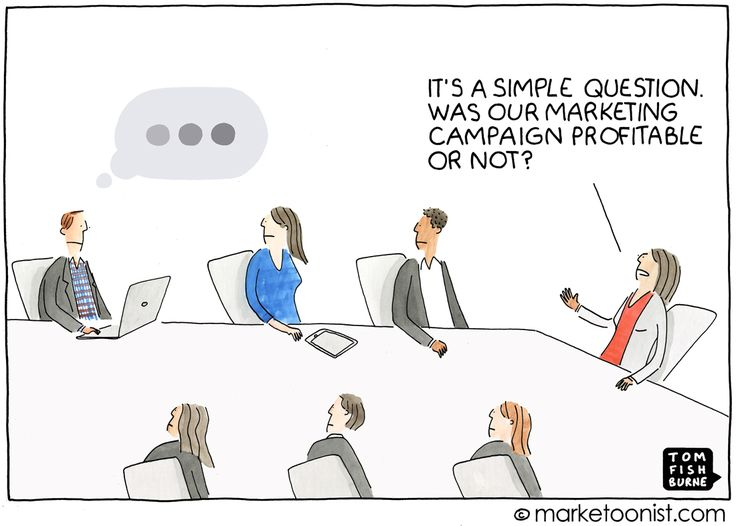 IT'S A SIMPLE QUESTION.
WAS OUR MARKETING
CAMPAIGN PROFITABLE
OR NOT?
TOM
FISH
BURNE
© marketoonist.com